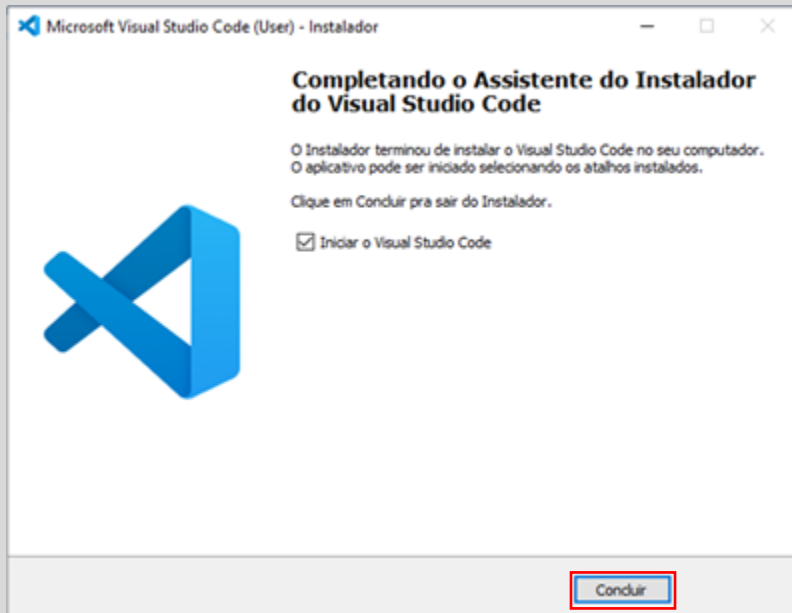 Microsoft Visual Studio Code (User) - Instalador
Completando o Assistente do Instalador
do Visual Studio Code
O Instalador terminou de instalar o Visual Studio Code no seu computador.
O aplicativo pode ser iniciado selecionando os atalhos instalados.
Clique em Concluir pra sair do Instalador.
Iniciar o Visual Studio Code
Concluir